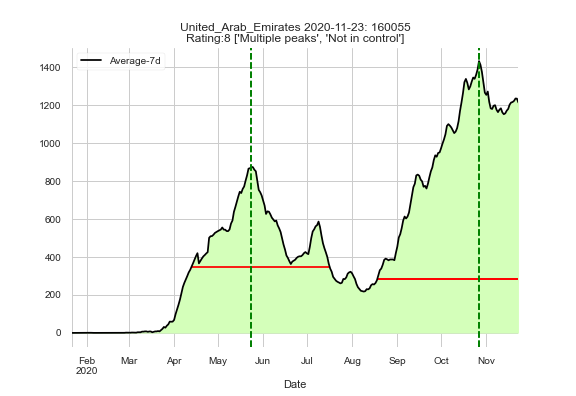 United_Arab_Emirates 2020-11-23: 160055
Rating:8 ['Multiple peaks', 'Not in control']
Average-7d
1400
1200
1000
800
600
400
200
0
Feb Mar Apr May Jun Jul Aug Sep Oct Nov
2020
Date